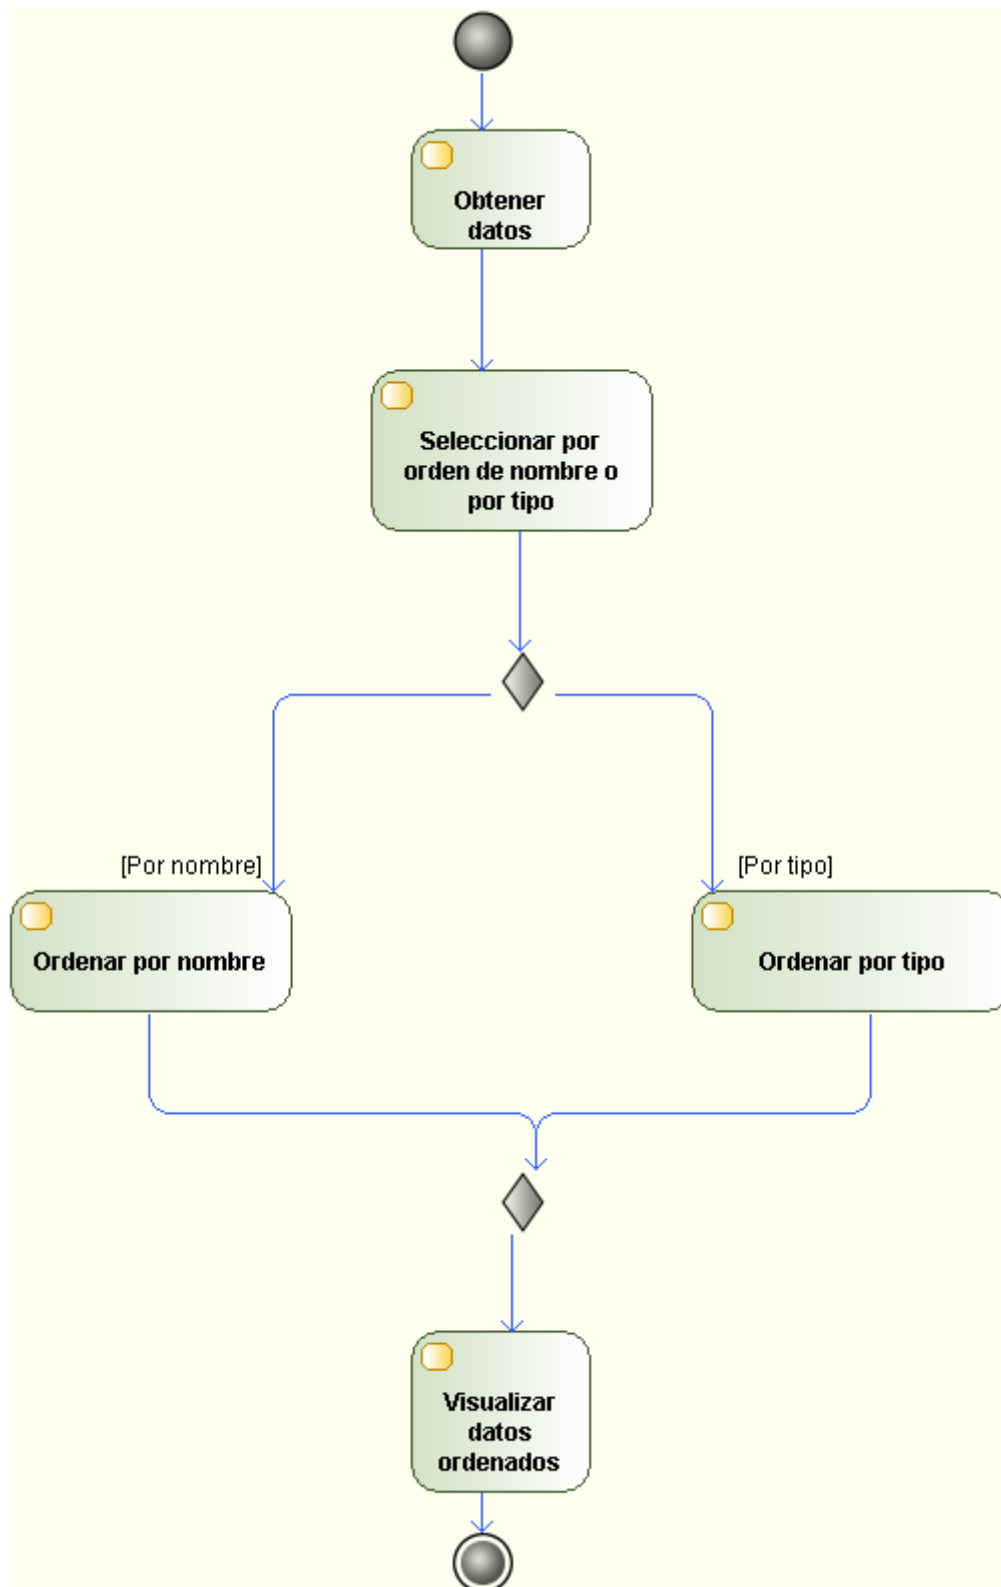 Obtener
datos
Seleccionar por
orden de nombre o
por tipo
[Por nombre]
[Por tipo]
Ordenar por nombre
Ordenar por tipo
Visualizar
datos
ordenados